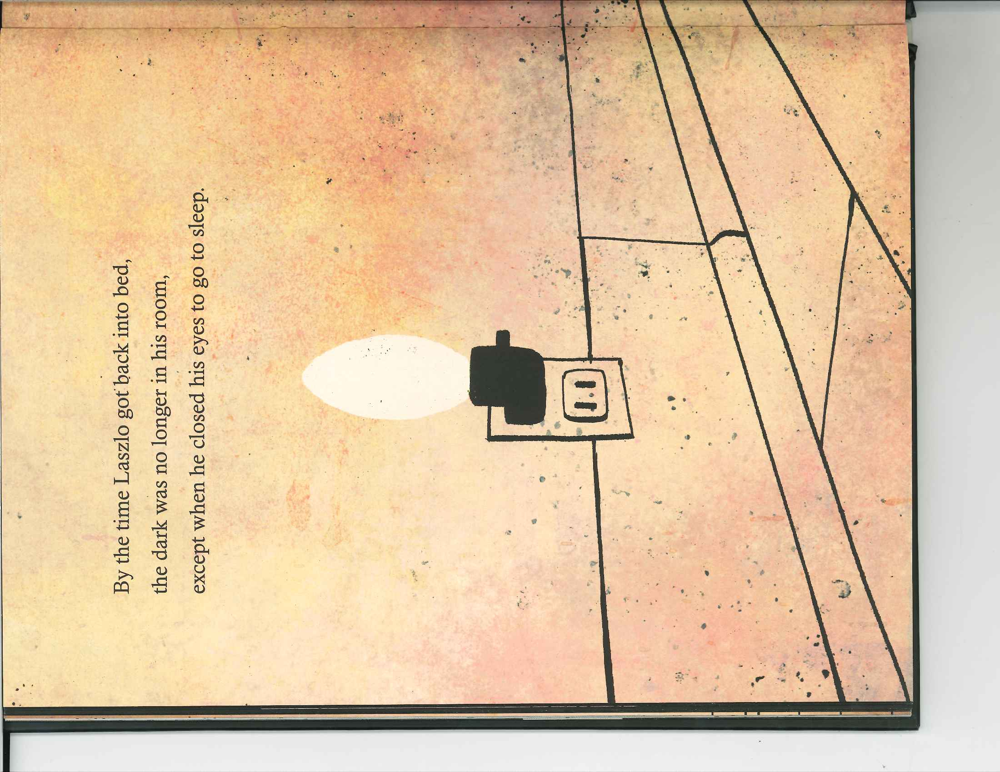 By the time Laszlo got back into bed,
the dark was no longer in his room,
except when he closed his eyes to go to sleep.